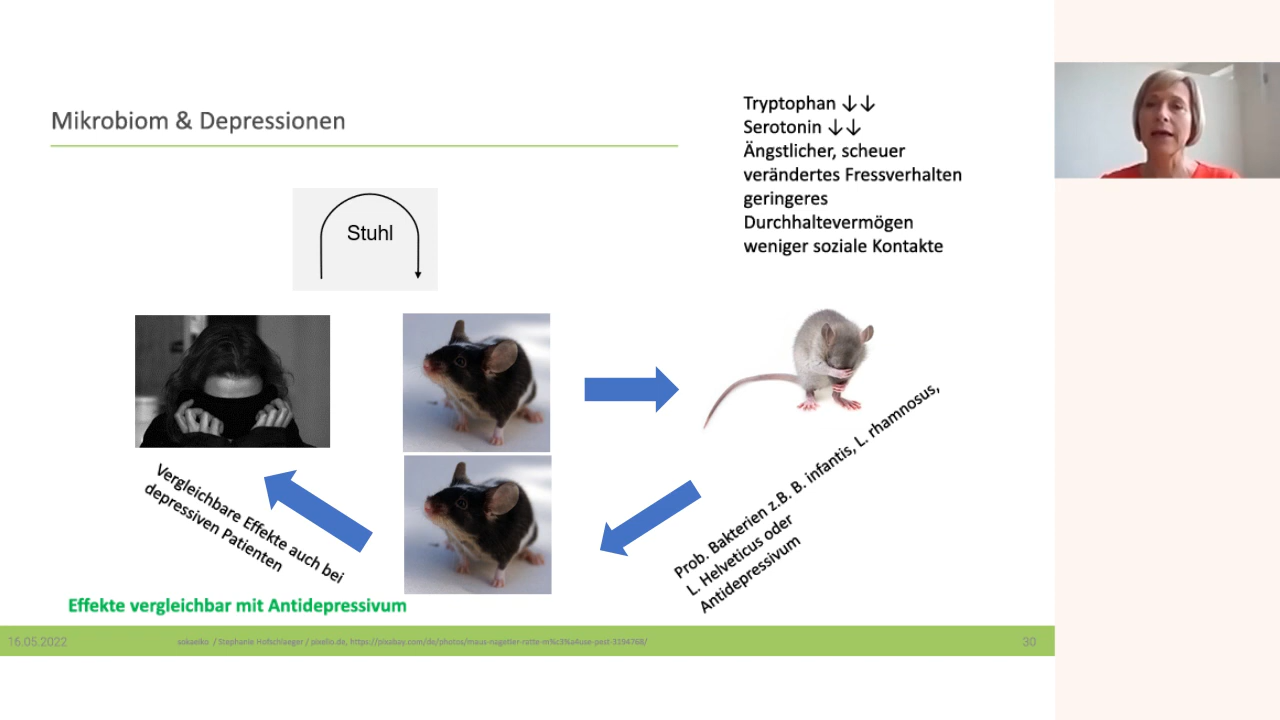 Mikrobiom & Depressionen
Tryptophan ↓↓
Serotonin ↓↓
Ängstlicher, scheuer
verändertes Fressverhalten
geringeres
Durchhaltevermögen
weniger soziale Kontakte
Stuhl
Prob. Bakterien z.B. B. infantis, L. rhamnosus,
L. Helveticus oder
Antidepressivum
Vergleichbare Effekte auch bei
depressiven Patienten
Effekte vergleichbar mit Antidepressivum
16.05.2022
/ Stephanie Hofschlaeger / pixelio.de, https://pixabay.com/de/photos/maus-nagetier-ratte-m%c3%a4use-pest-3194768/
30